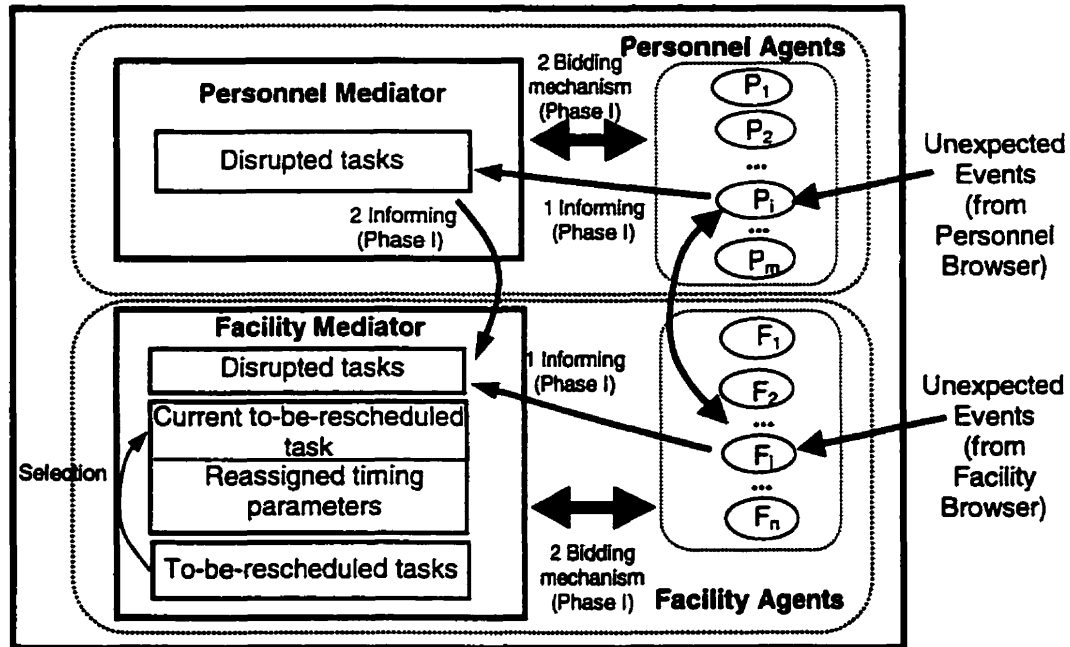 Personnel Agents
2 Bidding
mechanism
(Phase I)
Personnel Mediator
Disrupted tasks
P1
P2
...
Pi
...
Pm
Unexpected
Events
(from
Personnel
Browser)
2 Informing
(Phase I)
1 Informing
(Phase I)
Facility Mediator
Disrupted tasks
1 Informing
(Phase I)
Current to-be-rescheduled
task
Selection
Reassigned timing
parameters
To-be-rescheduled tasks
F1
F2
...
Fj
...
Fn
Unexpected
Events
(from
Facility
Browser)
2 Bidding
mechanism
(Phase I)
Facility Agents